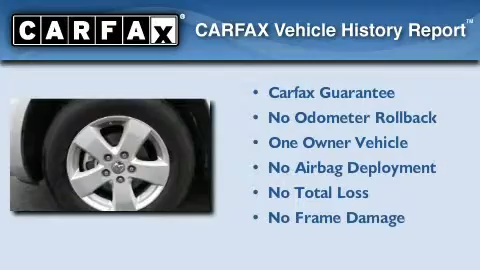 CARFAX® CARFAX Vehicle History Report™
• Carfax Guarantee
• No Odometer Rollback
• One Owner Vehicle
• No Airbag Deployment
• No Total Loss
• No Frame Damage